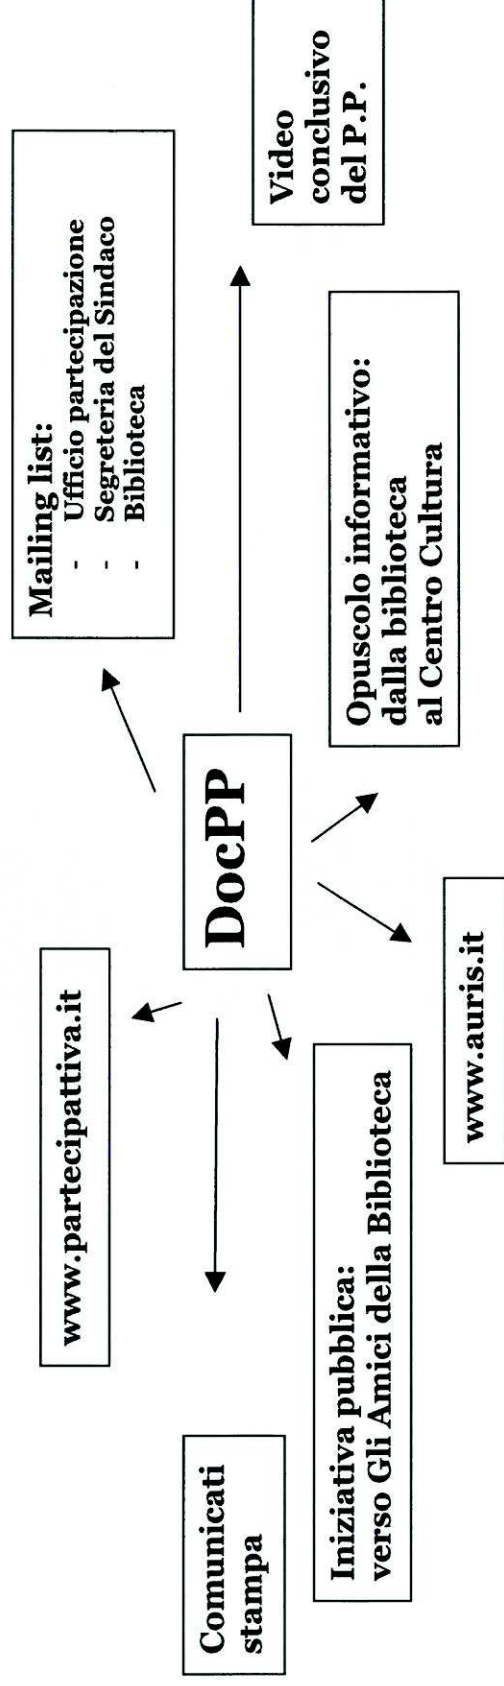 www.partecipattiva.it
Mailing list:
- Ufficio partecipazione
- Segreteria del Sindaco
- Biblioteca
Comunicati
stampa
DocPP
Video
conclusivo
del P.P.
Iniziativa pubblica:
verso Gli Amici della Biblioteca
Opuscolo informativo:
dalla biblioteca
al Centro Cultura
www.auris.it